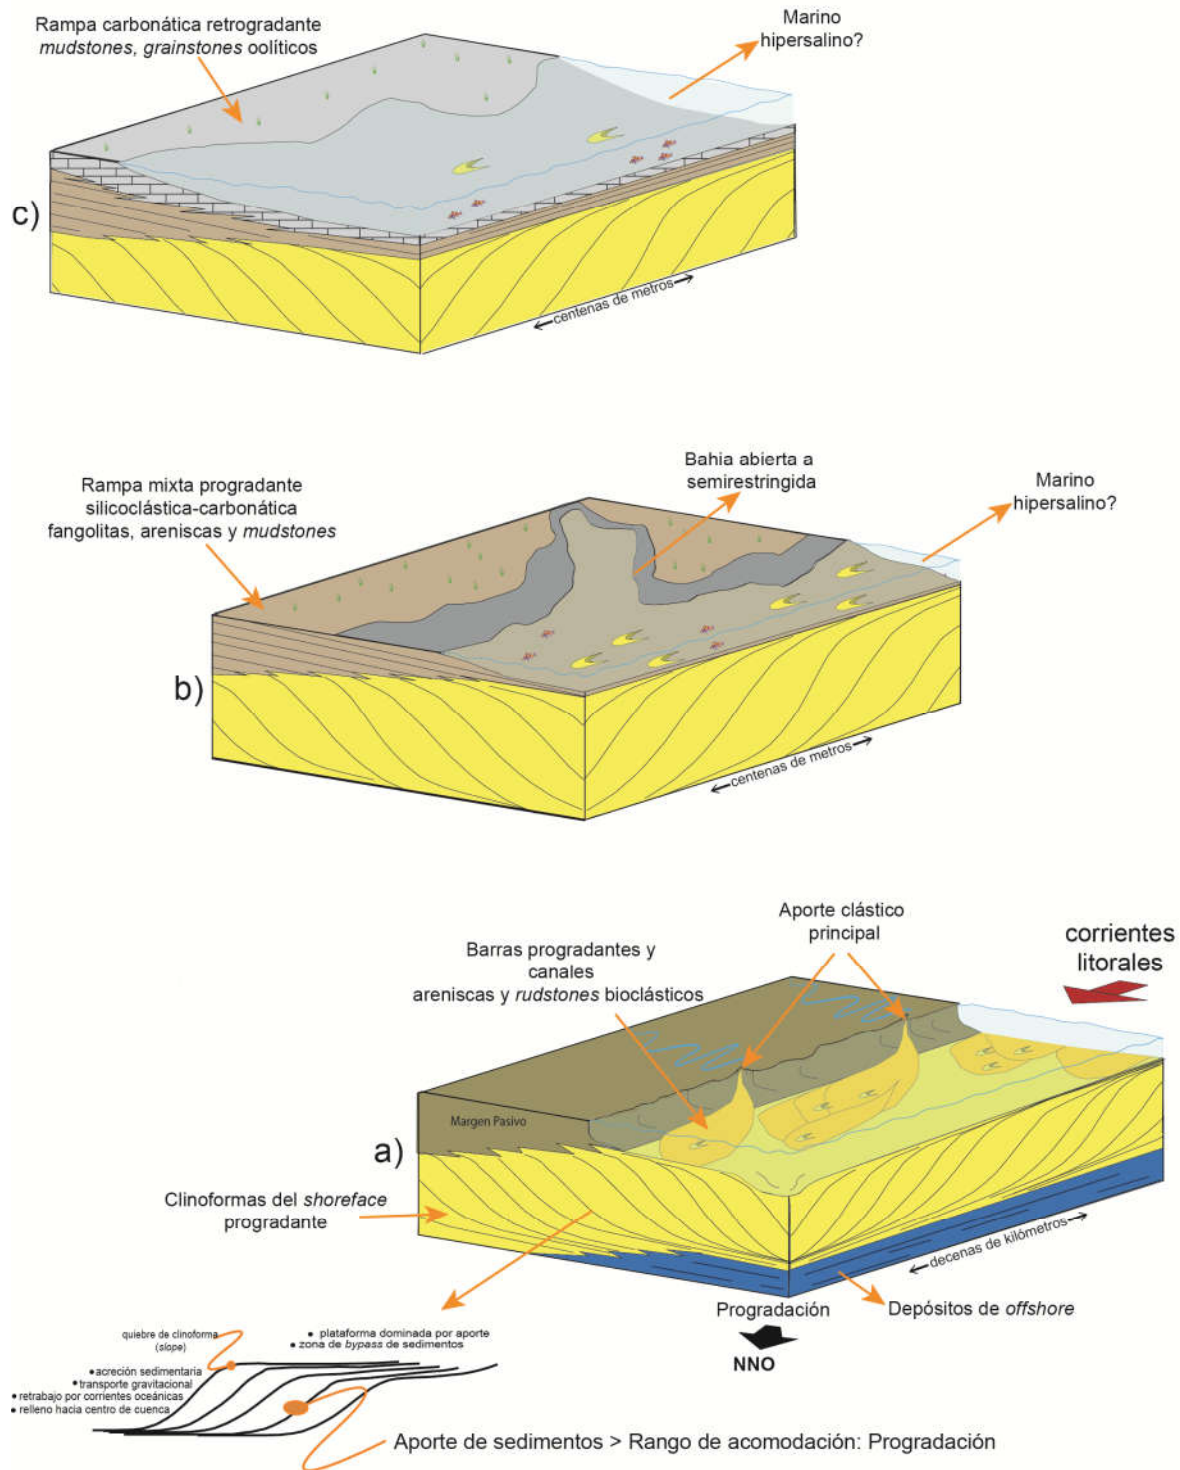 Rampa carbonática retrogradante
mudstones, grainstones oolíticos
Marino
hipersalino?
c)
centenas de metros
Bahia abierta a
semirestringida
Rampa mixta progradante
silicoclástica-carbonática
fangolitas, areniscas y mudstones
Marino
hipersalino?
b)
centenas de metros
Aporte clástico
principal
Barras progradantes y
canales
areniscas y rudstones bioclásticos
corrientes
litorales
Margen Pasivo
a)
Clinoformas del shoreface
progradante
decenas de kilómetros
Progradación
NNO
Depósitos de offshore
quiebre de clinoforma
(slope)
• plataforma dominada por aporte
• zona de bypass de sedimentos
• acreción sedimentaria
• transporte gravitacional
• retrabajo por corrientes oceánicas
• relleno hacia centro de cuenca
Aporte de sedimentos > Rango de acomodación: Progradación